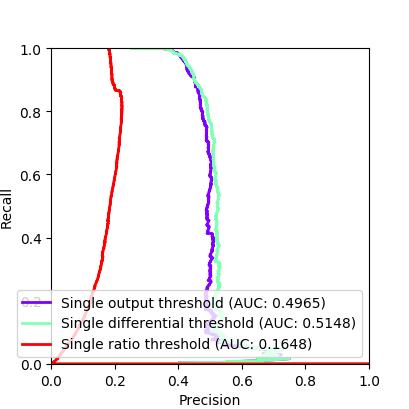 1.0
0.8
0.6
0.4
0.2
0.0
Recall
Single output threshold (AUC: 0.4965)
Single differential threshold (AUC: 0.5148)
Single ratio threshold (AUC: 0.1648)
0.0 0.2 0.4 0.6 0.8 1.0
Precision